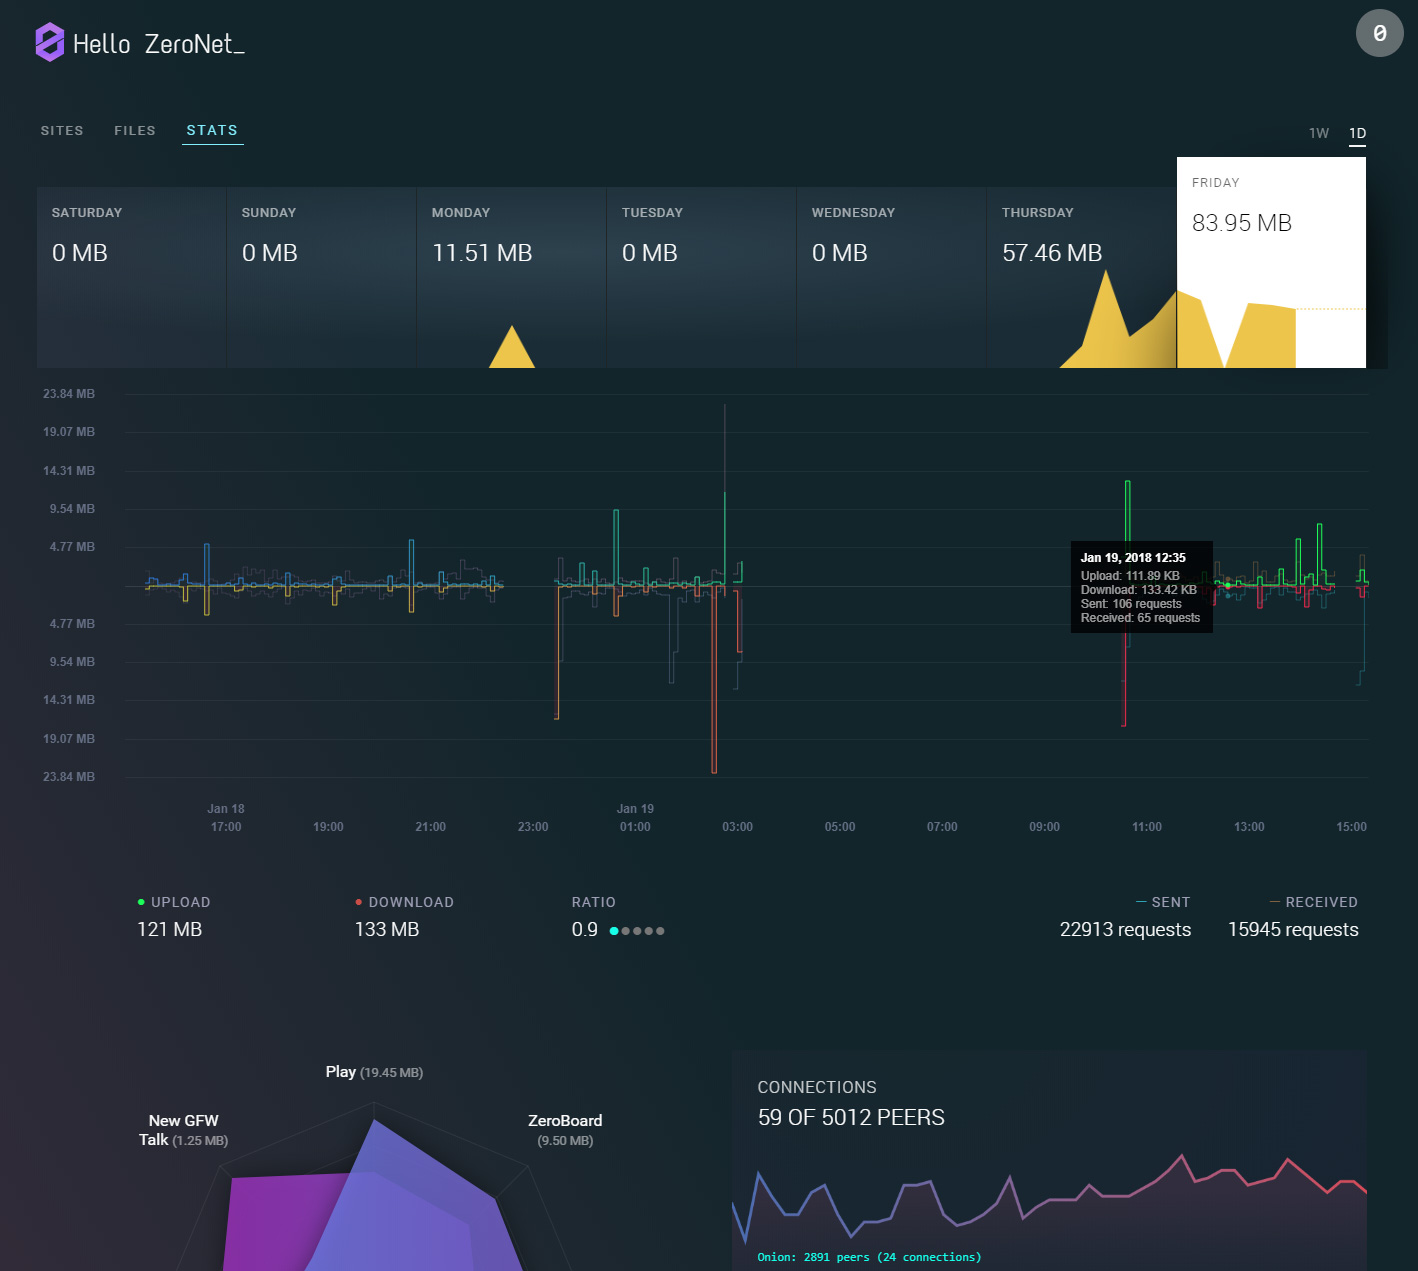 Hello ZeroNet_
0
SITES FILES STATS
1W 1D
SATURDAY
0 MB
SUNDAY
0 MB
MONDAY
11.51 MB
TUESDAY
0 MB
WEDNESDAY
0 MB
THURSDAY
57.46 MB
FRIDAY
83.95 MB
23.84 MB
19.07 MB
14.31 MB
9.54 MB
4.77 MB
4.77 MB
9.54 MB
14.31 MB
19.07 MB
23.84 MB
Jan 19, 2018 12:35
Upload: 111.89 KB
Download: 133.42 KB
Sent: 106 requests
Received: 65 requests
Jan 18 Jan 19
17:00 19:00 21:00 23:00 01:00 03:00 05:00 07:00 09:00 11:00 13:00 15:00
UPLOAD
121 MB
DOWNLOAD
133 MB
RATIO
0.9
SENT
22913 requests
RECEIVED
15945 requests
Play (19.45 MB)
New GFW
Talk (1.25 MB)
ZeroBoard
(9.50 MB)
CONNECTIONS
59 OF 5012 PEERS
Onion: 2891 peers (24 connections)